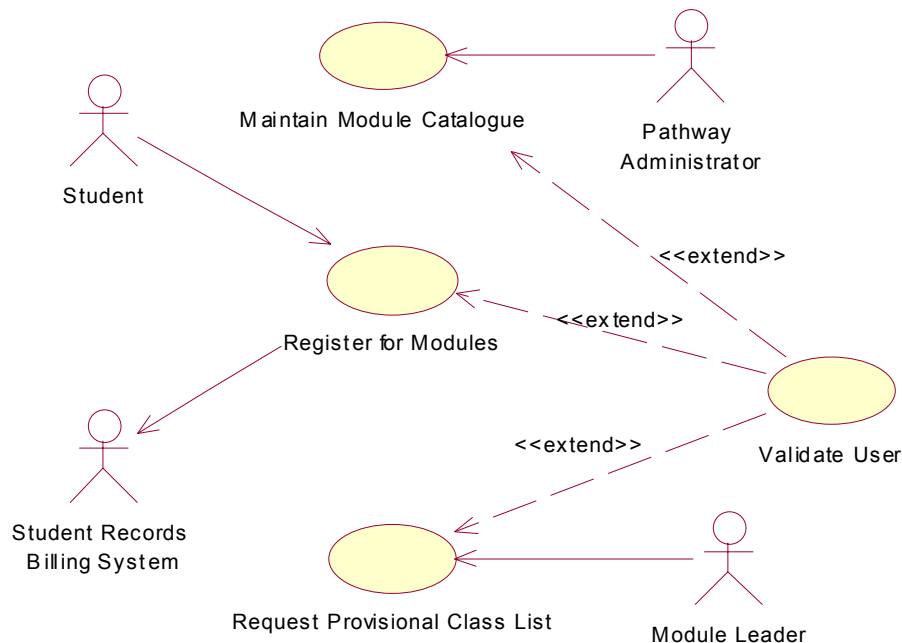 Maintain Module Catalogue
Pathway
Administrator
Student
<<extend>>
<<extend>>
Register for Modules
<<extend>>
Validate User
Student Records
Billing System
Request Provisional Class List
Module Leader